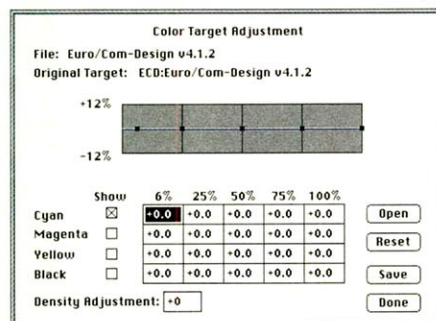 Color Target Adjustment
File: Euro/Com-Design v4.1.2
Original Target: ECD:Euro/Com-Design v4.1.2
+12%
-12%
Show 6% 25% 50% 75% 100%
Cyan +0.0 +0.0 +0.0 +0.0 +0.0 Open
Magenta +0.0 +0.0 +0.0 +0.0 +0.0 Reset
Yellow +0.0 +0.0 +0.0 +0.0 +0.0
Black +0.0 +0.0 +0.0 +0.0 +0.0 Save
Density Adjustment: +0 Done